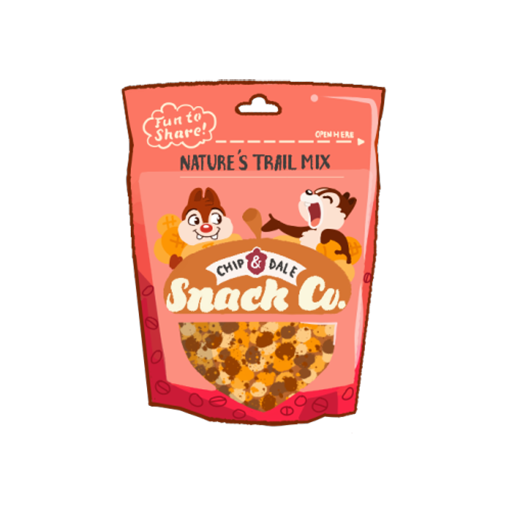 Fun to
Share!
OPEN HERE
NATURE'S TRAIL MIX
CHIP & DALE
Snack Co.